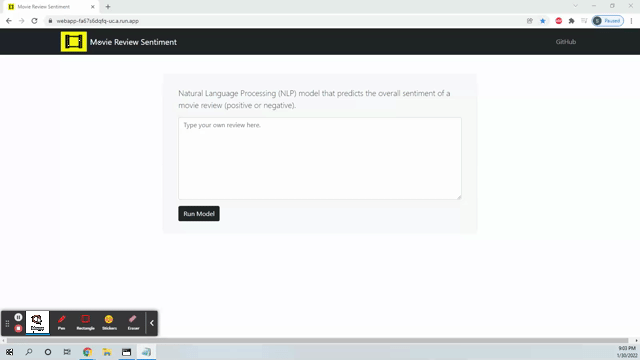 Movie Review Sentiment
webapp-fa67s6dqfq-uc.a.run.app
Paused
Movie Review Sentiment
GitHub
Natural Language Processing (NLP) model that predicts the overall sentiment of a
movie review (positive or negative).
Type your own review here.
Run Model
Pen
Rectangle
Stickers
Eraser
9:03 PM
1/30/2022